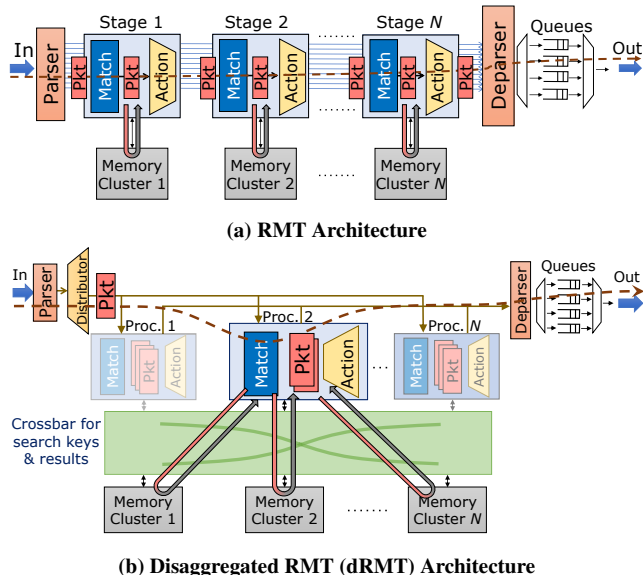 Stage 1 Stage 2 Stage N
Queues
In Out
Parser
Pkt
Match
Pkt
Action
Pkt
Match
Pkt
Action
Pkt
Match
Pkt
Action
Pkt
Deparser
Memory
Cluster 1
Memory
Cluster 2
Memory
Cluster N
(a) RMT Architecture
In
Parser
Distributor
Pkt
Proc. 1
Proc. 2
Proc. N
Deparser
Queues
Out
Match
Pkt
Action
Match
Pkt
Action
Match
Pkt
Action
Crossbar for
search keys
& results
Memory
Cluster 1
Memory
Cluster 2
Memory
Cluster N
(b) Disaggregated RMT (dRMT) Architecture